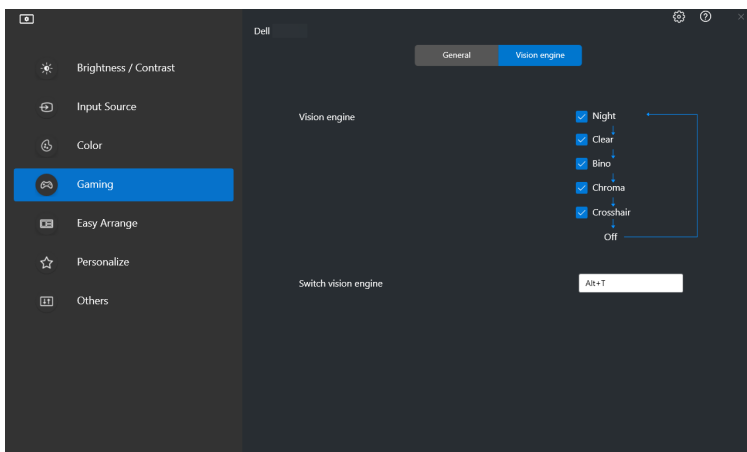 Dell
General
Vision engine
Brightness / Contrast
Input Source
Color
Gaming
Easy Arrange
Personalize
Others
Vision engine
Night
Clear
Bino
Chroma
Crosshair
Off
Switch vision engine
Alt+T